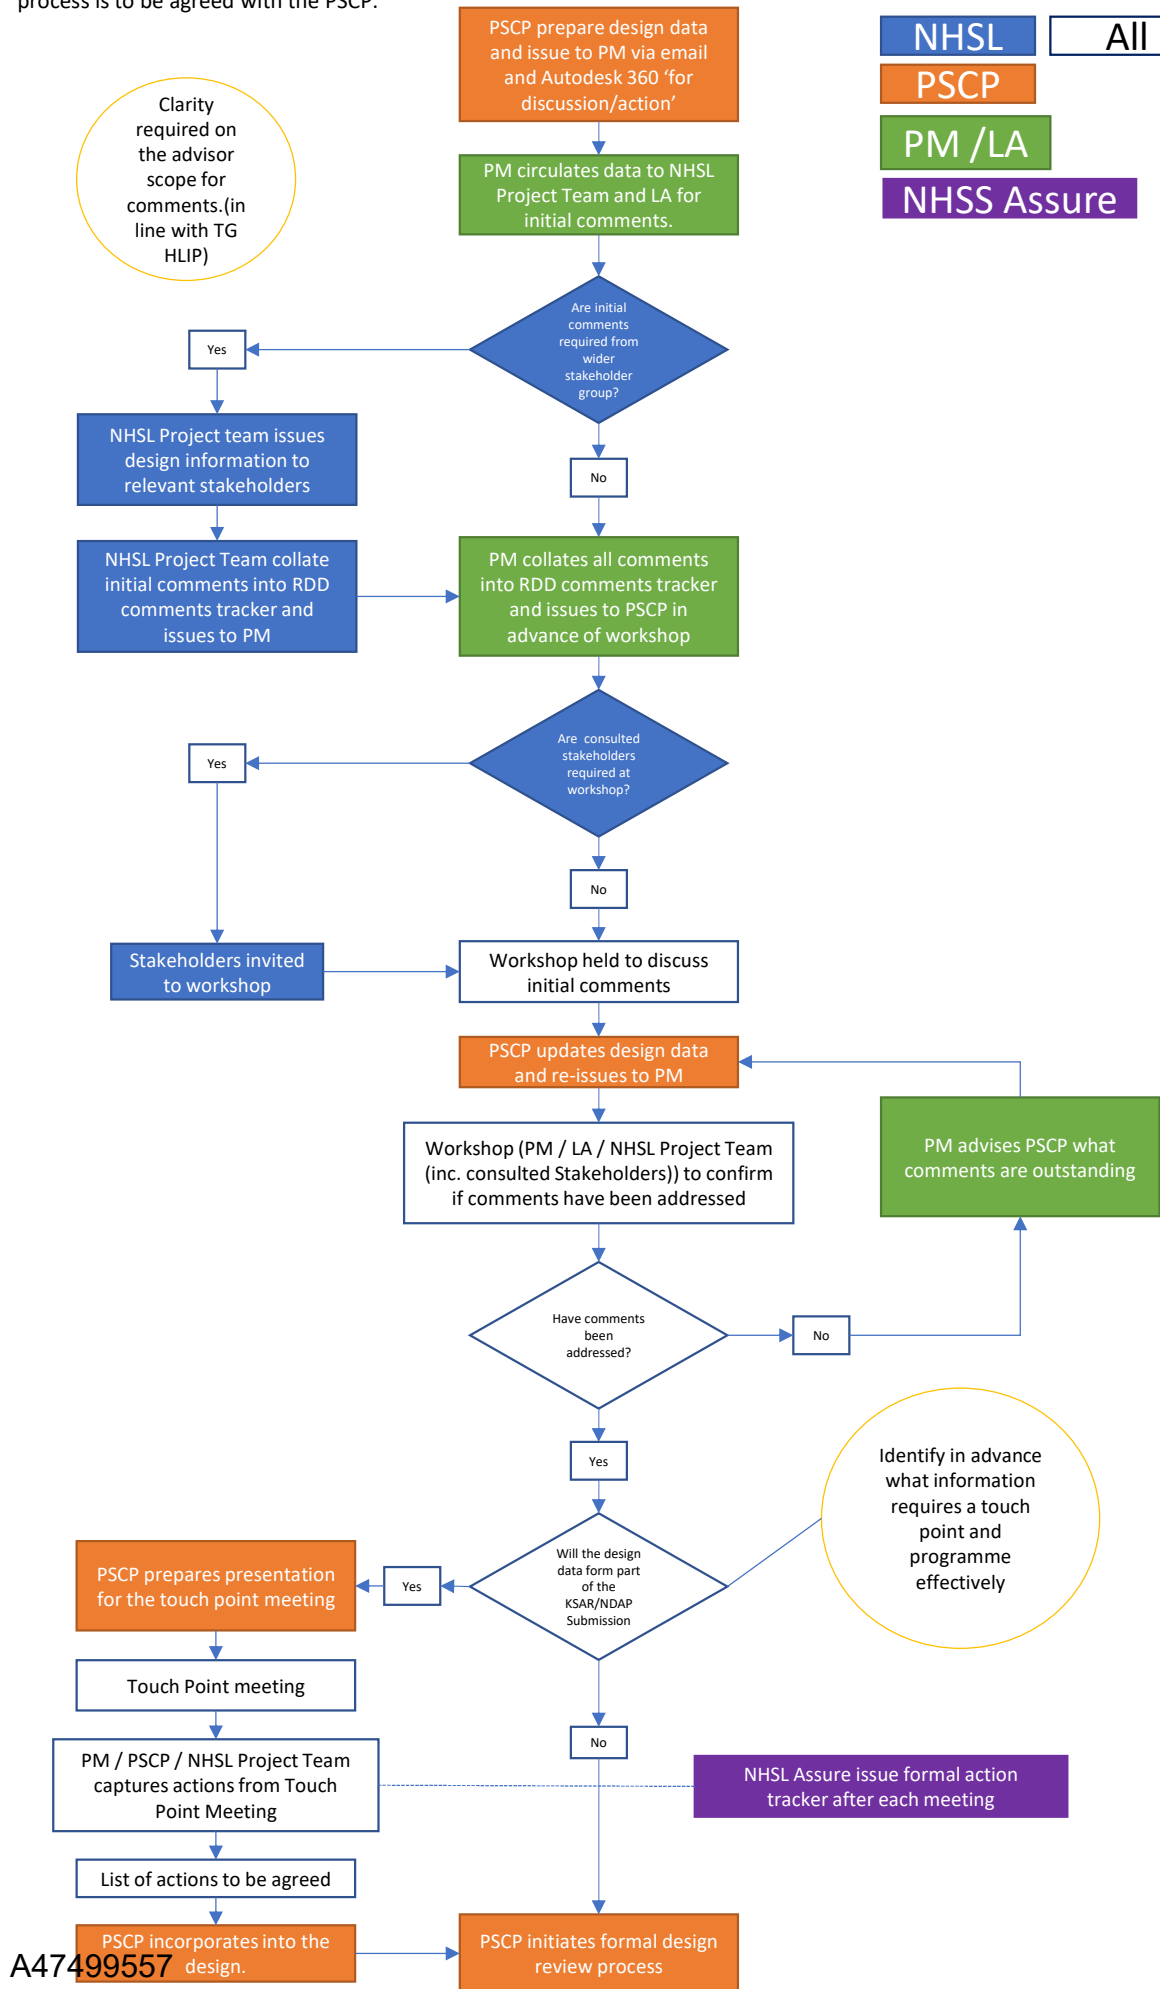 process is to be agreed with the PSCP.
PSCP prepare design data
and issue to PM via email
and Autodesk 360 ‘for
discussion/action’
NHSL
All
PSCP
PM /LA
NHSS Assure
Clarity
required on
the advisor
scope for
comments.(in
line with TG
HLIP)
PM circulates data to NHSL
Project Team and LA for
initial comments.
Are initial
comments
required from
wider
stakeholder
group?
Yes
No
NHSL Project team issues
design information to
relevant stakeholders
NHSL Project Team collate
initial comments into RDD
comments tracker and
issues to PM
PM collates all comments
into RDD comments tracker
and issues to PSCP in
advance of workshop
Are consulted
stakeholders
required at
workshop?
Yes
No
Stakeholders invited
to workshop
Workshop held to discuss
initial comments
PSCP updates design data
and re-issues to PM
Workshop (PM / LA / NHSL Project Team
(inc. consulted Stakeholders)) to confirm
if comments have been addressed
PM advises PSCP what
comments are outstanding
Have comments
been
addressed?
No
Yes
Identify in advance
what information
requires a touch
point and
programme
effectively
Will the design
data form part
of the
KSAR/NDAP
Submission
Yes
PSCP prepares presentation
for the touch point meeting
Touch Point meeting
No
PM / PSCP / NHSL Project Team
captures actions from Touch
Point Meeting
NHSL Assure issue formal action
tracker after each meeting
List of actions to be agreed
PSCP incorporates into the
design.
PSCP initiates formal design
review process
A47499557